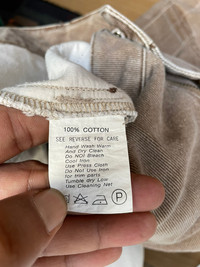 100% COTTON
SEE REVERSE FOR CARE
Hand Wash Warm
And Dry Clean
Do NOT Bleach
Cool Iron
Use Press Cloth
Do Not Use Iron
for trim parts
Tumble dry Low
Use Cleaning Net
P